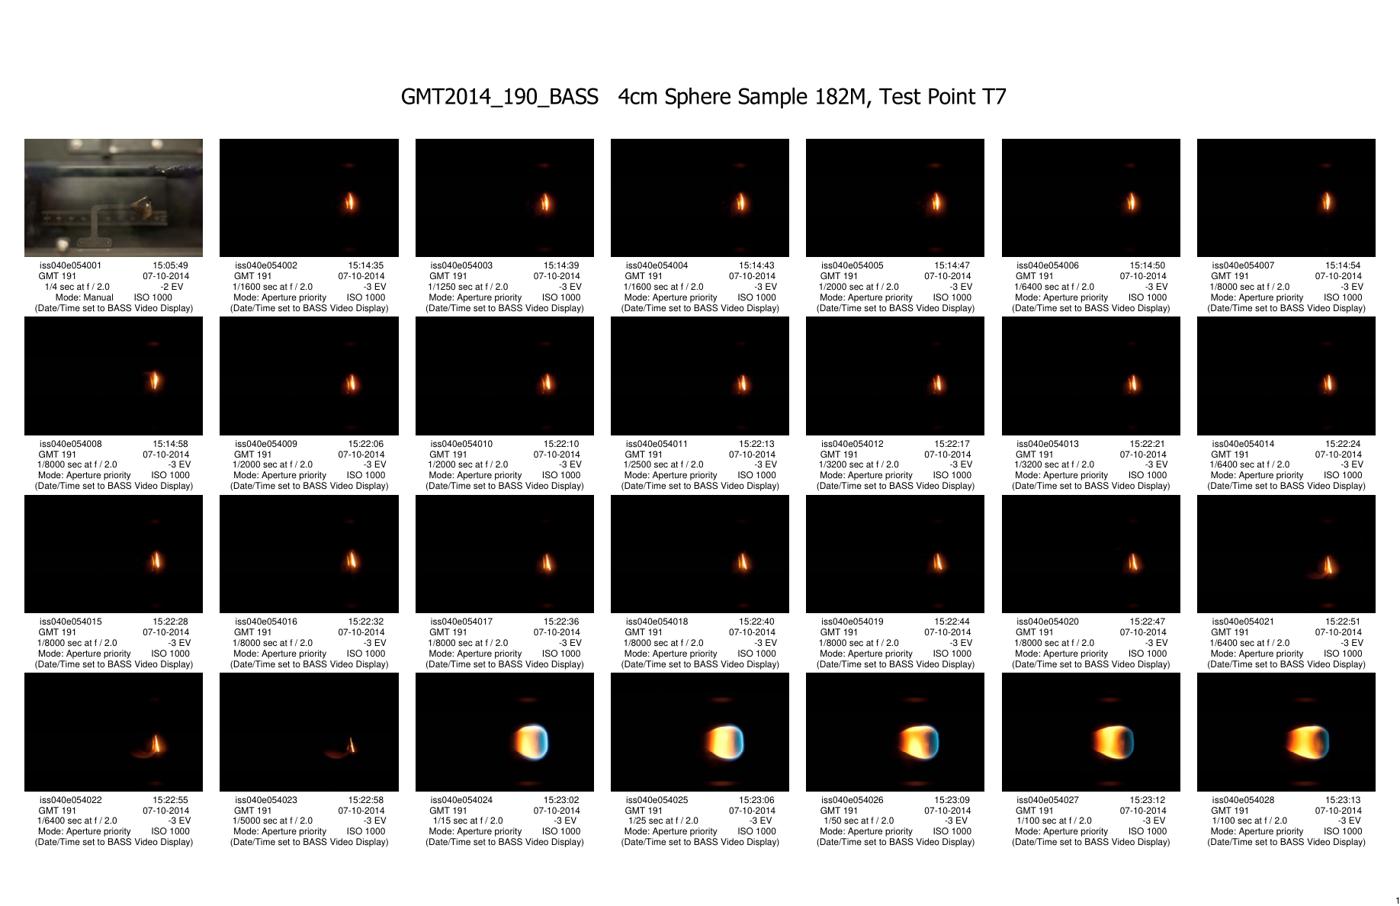 GMT2014_190_BASS   4cm Sphere Sample 182M, Test Point T7
iss040e054001 15:05:49
GMT 191 07-10-2014
1/4 sec at f / 2.0 -2 EV
Mode: Manual ISO 1000
(Date/Time set to BASS Video Display)
iss040e054002 15:14:35
GMT 191 07-10-2014
1/1600 sec at f / 2.0 -3 EV
Mode: Aperture priority ISO 1000
(Date/Time set to BASS Video Display)
iss040e054003 15:14:39
GMT 191 07-10-2014
1/1250 sec at f / 2.0 -3 EV
Mode: Aperture priority ISO 1000
(Date/Time set to BASS Video Display)
iss040e054004 15:14:43
GMT 191 07-10-2014
1/1600 sec at f / 2.0 -3 EV
Mode: Aperture priority ISO 1000
(Date/Time set to BASS Video Display)
iss040e054005 15:14:47
GMT 191 07-10-2014
1/2000 sec at f / 2.0 -3 EV
Mode: Aperture priority ISO 1000
(Date/Time set to BASS Video Display)
iss040e054006 15:14:50
GMT 191 07-10-2014
1/6400 sec at f / 2.0 -3 EV
Mode: Aperture priority ISO 1000
(Date/Time set to BASS Video Display)
iss040e054007 15:14:54
GMT 191 07-10-2014
1/8000 sec at f / 2.0 -3 EV
Mode: Aperture priority ISO 1000
(Date/Time set to BASS Video Display)
iss040e054008 15:14:58
GMT 191 07-10-2014
1/8000 sec at f / 2.0 -3 EV
Mode: Aperture priority ISO 1000
(Date/Time set to BASS Video Display)
iss040e054009 15:22:06
GMT 191 07-10-2014
1/2000 sec at f / 2.0 -3 EV
Mode: Aperture priority ISO 1000
(Date/Time set to BASS Video Display)
iss040e054010 15:22:10
GMT 191 07-10-2014
1/2000 sec at f / 2.0 -3 EV
Mode: Aperture priority ISO 1000
(Date/Time set to BASS Video Display)
iss040e054011 15:22:13
GMT 191 07-10-2014
1/2500 sec at f / 2.0 -3 EV
Mode: Aperture priority ISO 1000
(Date/Time set to BASS Video Display)
iss040e054012 15:22:17
GMT 191 07-10-2014
1/3200 sec at f / 2.0 -3 EV
Mode: Aperture priority ISO 1000
(Date/Time set to BASS Video Display)
iss040e054013 15:22:21
GMT 191 07-10-2014
1/3200 sec at f / 2.0 -3 EV
Mode: Aperture priority ISO 1000
(Date/Time set to BASS Video Display)
iss040e054014 15:22:24
GMT 191 07-10-2014
1/6400 sec at f / 2.0 -3 EV
Mode: Aperture priority ISO 1000
(Date/Time set to BASS Video Display)
iss040e054015 15:22:28
GMT 191 07-10-2014
1/8000 sec at f / 2.0 -3 EV
Mode: Aperture priority ISO 1000
(Date/Time set to BASS Video Display)
iss040e054016 15:22:32
GMT 191 07-10-2014
1/8000 sec at f / 2.0 -3 EV
Mode: Aperture priority ISO 1000
(Date/Time set to BASS Video Display)
iss040e054017 15:22:36
GMT 191 07-10-2014
1/8000 sec at f / 2.0 -3 EV
Mode: Aperture priority ISO 1000
(Date/Time set to BASS Video Display)
iss040e054018 15:22:40
GMT 191 07-10-2014
1/8000 sec at f / 2.0 -3 EV
Mode: Aperture priority ISO 1000
(Date/Time set to BASS Video Display)
iss040e054019 15:22:44
GMT 191 07-10-2014
1/8000 sec at f / 2.0 -3 EV
Mode: Aperture priority ISO 1000
(Date/Time set to BASS Video Display)
iss040e054020 15:22:47
GMT 191 07-10-2014
1/8000 sec at f / 2.0 -3 EV
Mode: Aperture priority ISO 1000
(Date/Time set to BASS Video Display)
iss040e054021 15:22:51
GMT 191 07-10-2014
1/6400 sec at f / 2.0 -3 EV
Mode: Aperture priority ISO 1000
(Date/Time set to BASS Video Display)
iss040e054022 15:22:55
GMT 191 07-10-2014
1/6400 sec at f / 2.0 -3 EV
Mode: Aperture priority ISO 1000
(Date/Time set to BASS Video Display)
iss040e054023 15:22:58
GMT 191 07-10-2014
1/5000 sec at f / 2.0 -3 EV
Mode: Aperture priority ISO 1000
(Date/Time set to BASS Video Display)
iss040e054024 15:23:02
GMT 191 07-10-2014
1/15 sec at f / 2.0 -3 EV
Mode: Aperture priority ISO 1000
(Date/Time set to BASS Video Display)
iss040e054025 15:23:06
GMT 191 07-10-2014
1/25 sec at f / 2.0 -3 EV
Mode: Aperture priority ISO 1000
(Date/Time set to BASS Video Display)
iss040e054026 15:23:09
GMT 191 07-10-2014
1/50 sec at f / 2.0 -3 EV
Mode: Aperture priority ISO 1000
(Date/Time set to BASS Video Display)
iss040e054027 15:23:12
GMT 191 07-10-2014
1/100 sec at f / 2.0 -3 EV
Mode: Aperture priority ISO 1000
(Date/Time set to BASS Video Display)
iss040e054028 15:23:13
GMT 191 07-10-2014
1/100 sec at f / 2.0 -3 EV
Mode: Aperture priority ISO 1000
(Date/Time set to BASS Video Display)